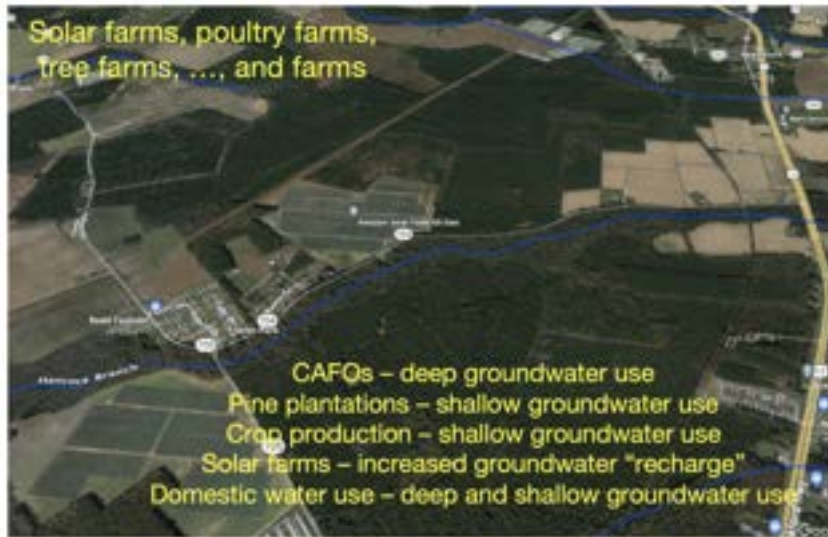 Solar farms, poultry farms,
tree farms, ..., and farms
CAFOs – deep groundwater use
Pine plantations – shallow groundwater use
Crop production – shallow groundwater use
Solar farms – increased groundwater "recharge"
Domestic water use – deep and shallow groundwater use